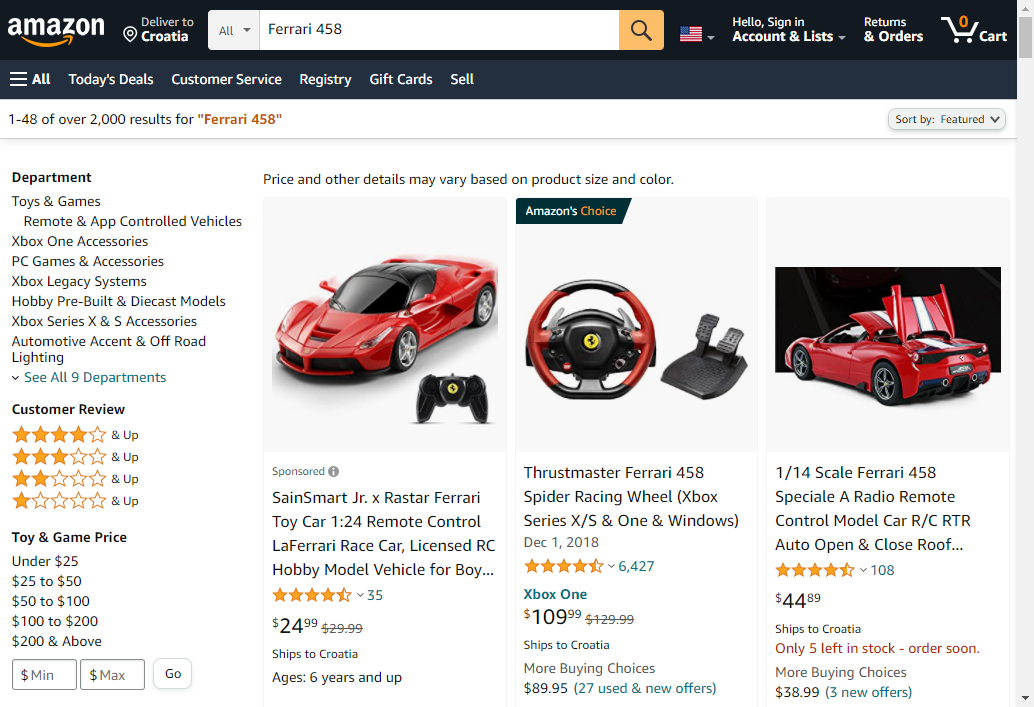 amazon
Deliver to
Croatia
All
Ferrari 458
Hello, Sign in
Account & Lists
Returns
& Orders
0
Cart
All
Today's Deals
Customer Service
Registry
Gift Cards
Sell
1-48 of over 2,000 results for "Ferrari 458"
Sort by: Featured
Department
Toys & Games
Remote & App Controlled Vehicles
Xbox One Accessories
PC Games & Accessories
Xbox Legacy Systems
Hobby Pre-Built & Diecast Models
Xbox Series X & S Accessories
Automotive Accent & Off Road
Lighting
See All 9 Departments
Customer Review
& Up
& Up
& Up
& Up
Toy & Game Price
Under $25
$25 to $50
$50 to $100
$100 to $200
$200 & Above
$ Min
$ Max
Go
Price and other details may vary based on product size and color.
Sponsored
SainSmart Jr. x Rastar Ferrari
Toy Car 1:24 Remote Control
LaFerrari Race Car, Licensed RC
Hobby Model Vehicle for Boy...
35
$24.99 $29.99
Ships to Croatia
Ages: 6 years and up
Amazon's Choice
Thrustmaster Ferrari 458
Spider Racing Wheel (Xbox
Series X/S & One & Windows)
Dec 1, 2018
6,427
Xbox One
$109.99 $129.99
Ships to Croatia
More Buying Choices
$89.95 (27 used & new offers)
1/14 Scale Ferrari 458
Speciale A Radio Remote
Control Model Car R/C RTR
Auto Open & Close Roof...
108
$44.89
Ships to Croatia
Only 5 left in stock - order soon.
More Buying Choices
$38.99 (3 new offers)